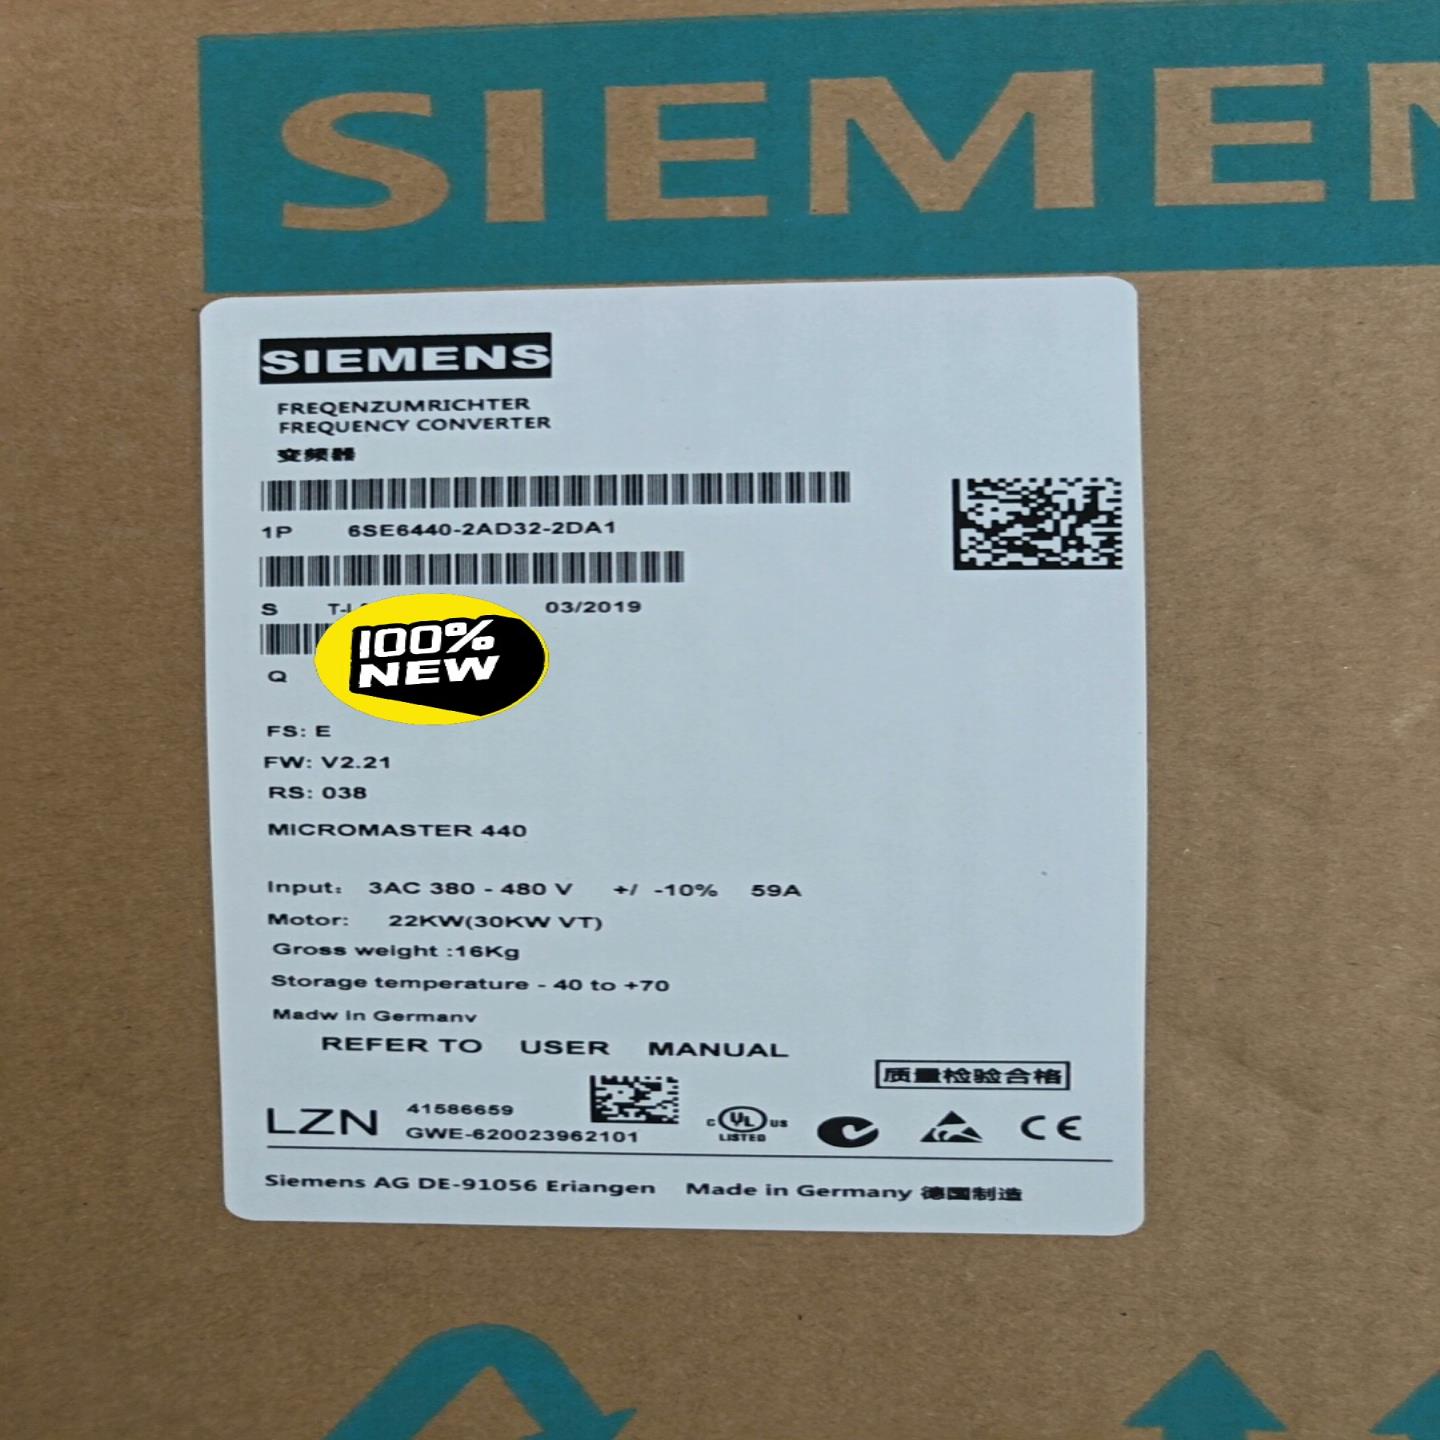 SIEMEN
SIEMENS
FREQENZUMRICHTER
FREQUENCY CONVERTER
变频器
1P 6SE6440-2AD32-2DA1
S 03/2019
100%
NEW
Q
FS: E
FW: V2.21
RS: 038
MICROMASTER 440
Input: 3AC 380 - 480 V +/ -10% 59A
Motor: 22KW(30KW VT)
Gross weight :16Kg
Storage temperature - 40 to +70
Madw in Germanv
REFER TO USER MANUAL
质量检验合格
LZN 41586659
GWE-620023962101
C UL US
LISTED
CE
Siemens AG DE-91056 Eriangen Made in Germany 德国制造